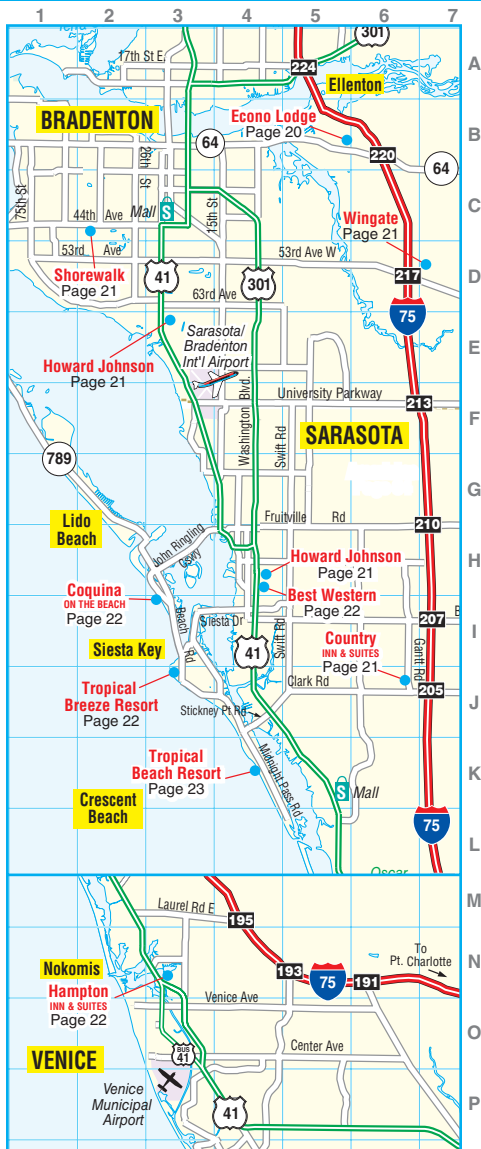 1 2 3 4 5 6 7
301
17th St E.
A
224
Ellenton
BRADENTON
Econo Lodge
Page 20
B
64
220
64
26th St
75th St
C
15th St
44th Ave
Mall
S
Wingate
Page 21
53rd Ave
53rd Ave W
D
Shorewalk
Page 21
41
301
217
63rd Ave
75
Sarasota/
Bradenton
Int'l Airport
E
Howard Johnson
Page 21
University Parkway
213
F
Washington Blvd.
Swift Rd
SARASOTA
789
G
Lido
Beach
Fruitville Rd
210
John Ringling
Cswy
H
Howard Johnson
Page 21
Best Western
Page 22
Coquina
ON THE BEACH
Page 22
Beach Rd
Siesta Dr
207
B
I
Swift Rd
Country
INN & SUITES
Page 21
Gantt Rd
Siesta Key
41
Clark Rd
205
J
Tropical
Breeze Resort
Page 22
Stickney Pt Rd
Tropical
Beach Resort
Page 23
Midnight Pass Rd
K
S
Mall
Crescent
Beach
75
L
Oscar
M
Laurel Rd E
195
To
Pt. Charlotte
N
Nokomis
193
75
191
Hampton
INN & SUITES
Page 22
Venice Ave
O
BUS
41
Center Ave
VENICE
Venice
Municipal
Airport
41
P